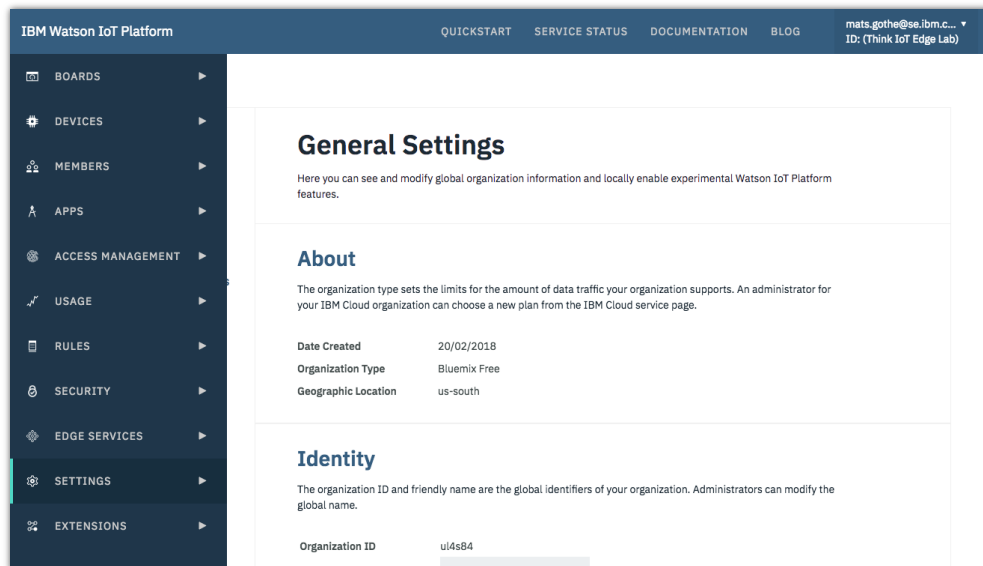 IBM Watson IoT Platform
QUICKSTART SERVICE STATUS DOCUMENTATION BLOG
mats.gothe@se.ibm.c...
ID: (Think IoT Edge Lab)
BOARDS
DEVICES
MEMBERS
APPS
ACCESS MANAGEMENT
USAGE
RULES
SECURITY
EDGE SERVICES
SETTINGS
EXTENSIONS
s
General Settings
Here you can see and modify global organization information and locally enable experimental Watson IoT Platform
features.
About
The organization type sets the limits for the amount of data traffic your organization supports. An administrator for
your IBM Cloud organization can choose a new plan from the IBM Cloud service page.
Date Created 20/02/2018
Organization Type Bluemix Free
Geographic Location us-south
Identity
The organization ID and friendly name are the global identifiers of your organization. Administrators can modify the
global name.
Organization ID ul4s84